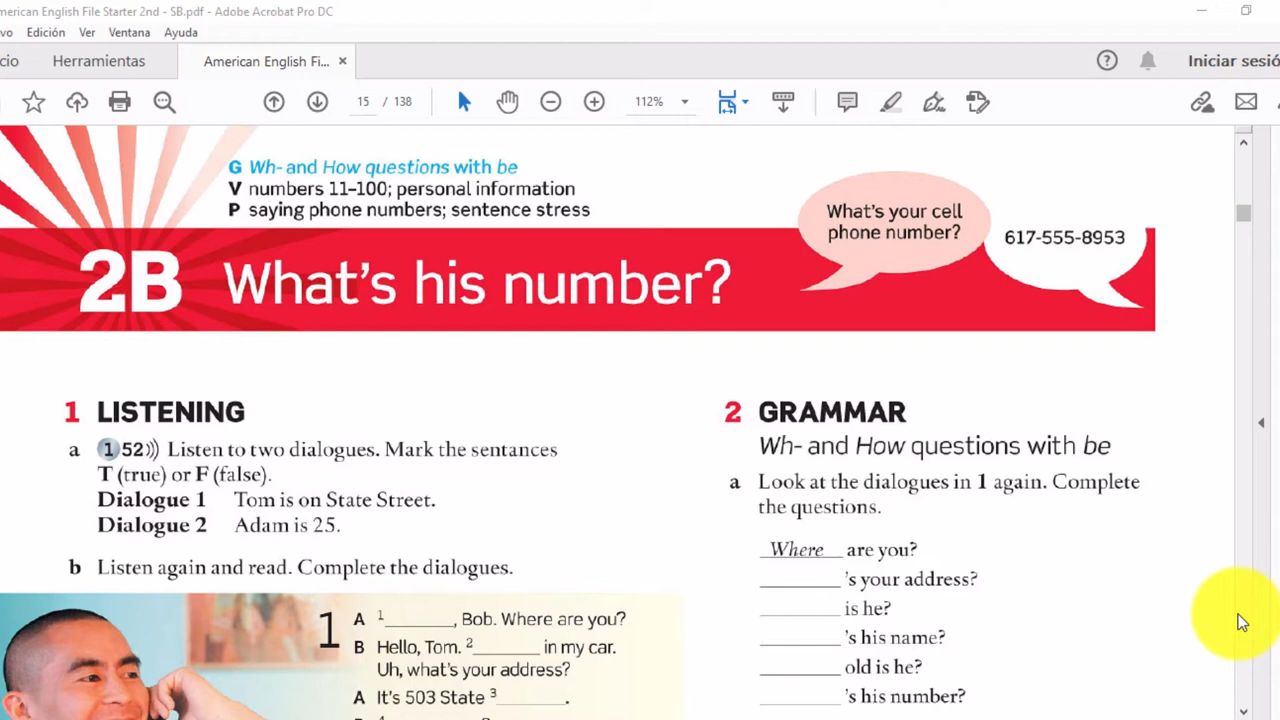 merican English File Starter 2nd - SB.pdf - Adobe Acrobat Pro DC
vo Edición Ver Ventana Ayuda
cio Herramientas American English Fi... × Iniciar sesió
15 / 138 112%
G Wh- and How questions with be
V numbers 11–100; personal information
P saying phone numbers; sentence stress
What's your cell
phone number?
617-555-8953
2B What's his number?
1 LISTENING
a 1 52))) Listen to two dialogues. Mark the sentences
T (true) or F (false).
Dialogue 1 Tom is on State Street.
Dialogue 2 Adam is 25.
b Listen again and read. Complete the dialogues.
1 A 1________, Bob. Where are you?
B Hello, Tom. 2________ in my car.
Uh, what's your address?
A It's 503 State 3________.
2 GRAMMAR
Wh- and How questions with be
a Look at the dialogues in 1 again. Complete
the questions.
Where are you?
________ 's your address?
________ is he?
________ 's his name?
________ old is he?
________ 's his number?